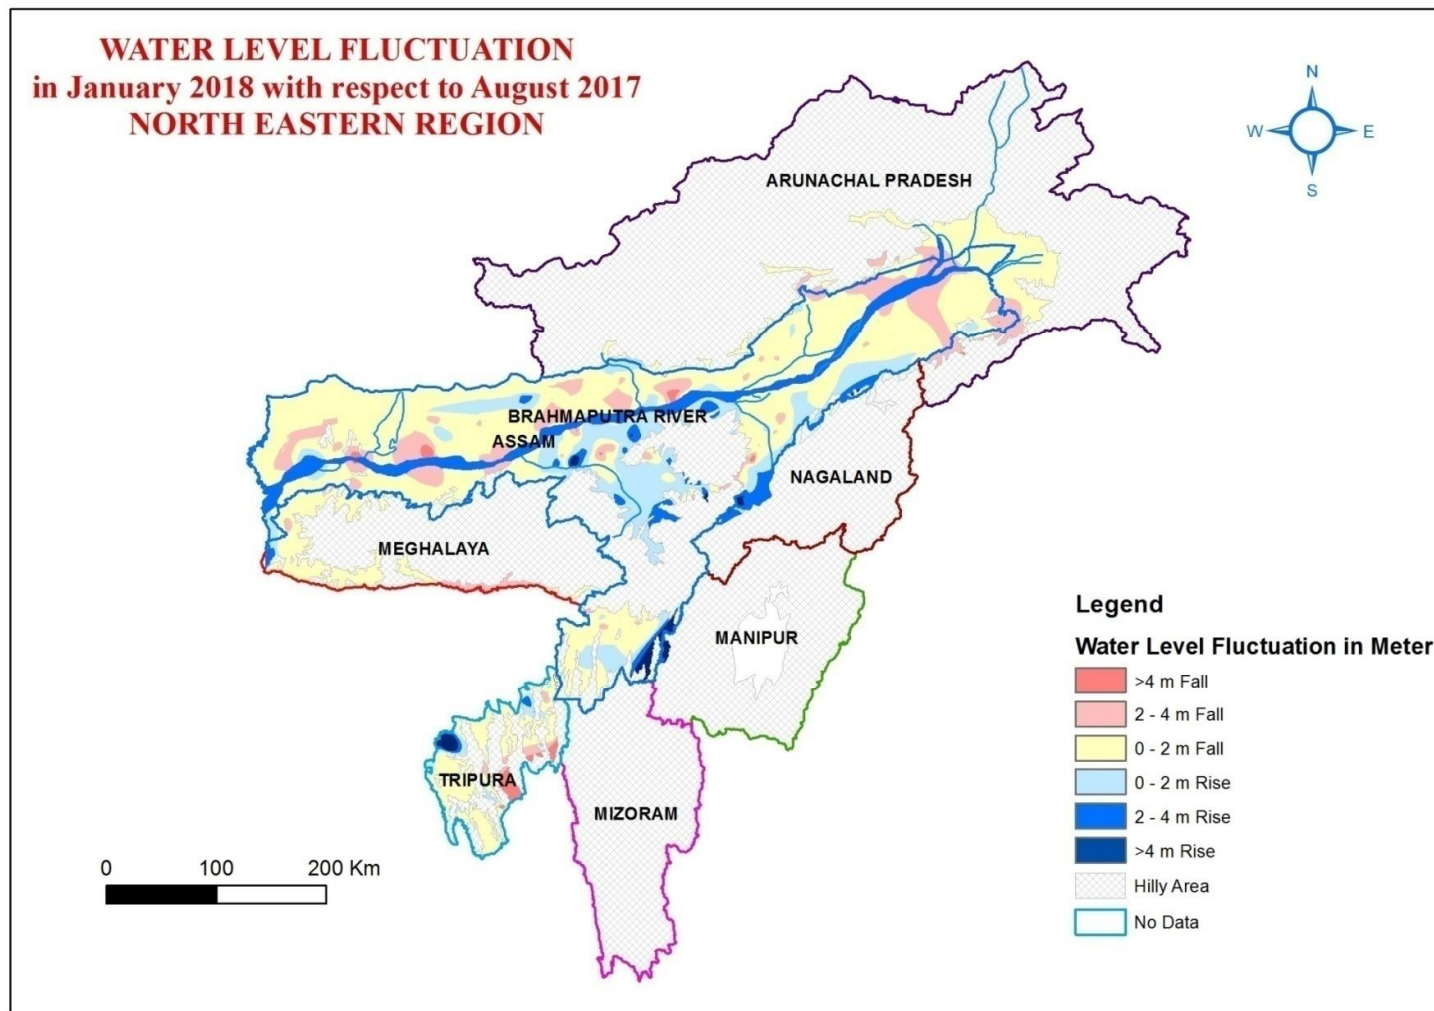 WATER LEVEL FLUCTUATION
in January 2018 with respect to August 2017
NORTH EASTERN REGION
N
W
E
S
ARUNACHAL PRADESH
BRAHMAPUTRA RIVER
ASSAM
NAGALAND
MEGHALAYA
MANIPUR
TRIPURA
MIZORAM
0 100 200 Km
Legend
Water Level Fluctuation in Meter
>4 m Fall
2 - 4 m Fall
0 - 2 m Fall
0 - 2 m Rise
2 - 4 m Rise
>4 m Rise
Hilly Area
No Data